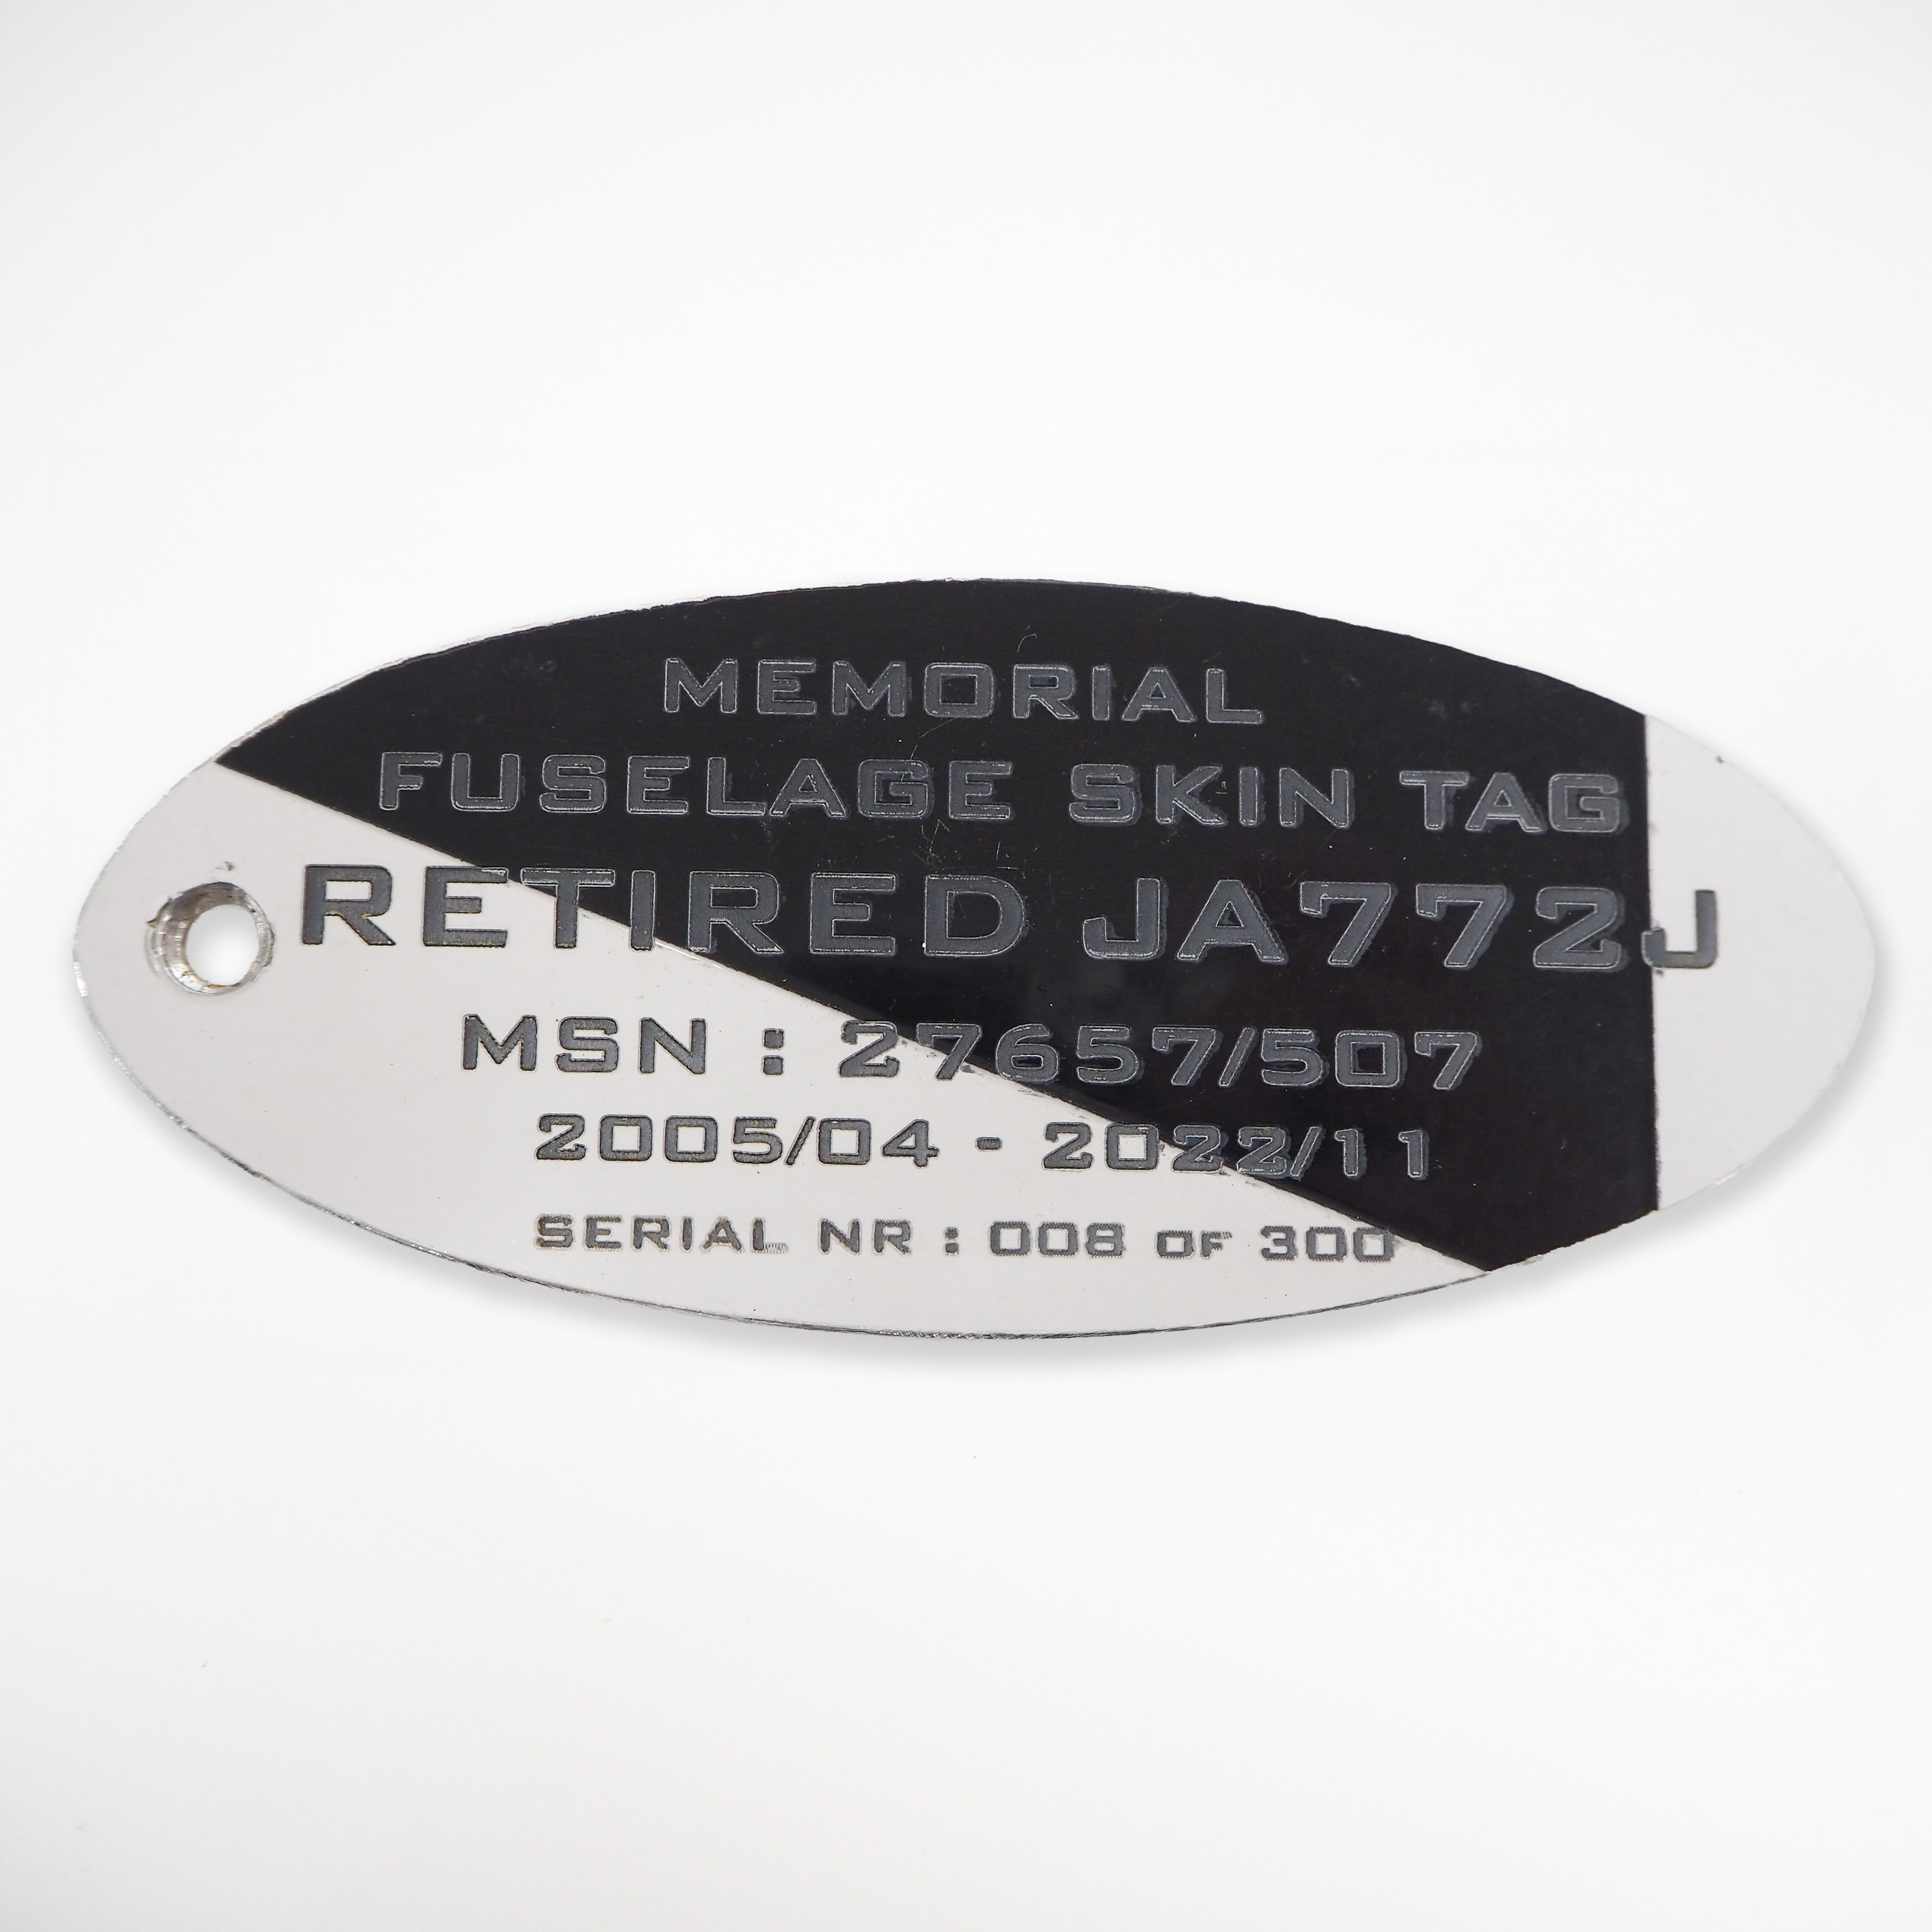 MEMORIAL
FUSELAGE SKIN TAG
RETIRED JA772J
MSN : 27657/507
2005/04 - 2022/11
SERIAL NR : 008 OF 300